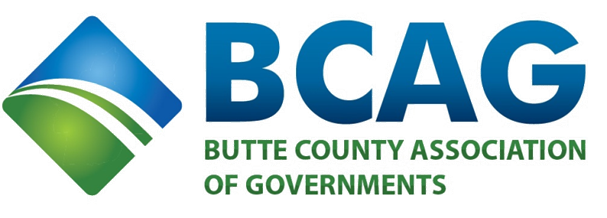 BCAG
BUTTE COUNTY ASSOCIATION
OF GOVERNMENTS